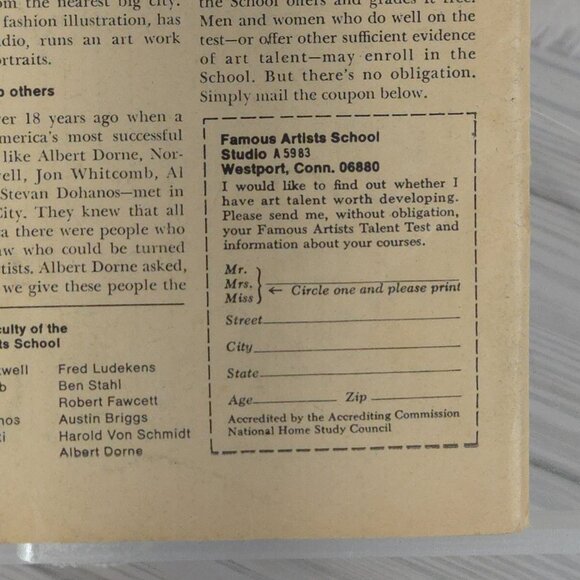 om the nearest big city.
fashion illustration, has
dio, runs an art work
ortraits.
p others
er 18 years ago when a
merica's most successful
like Albert Dorne, Nor-
ell, Jon Whitcomb, Al
Stevan Dohanos—met in
City. They knew that all
a there were people who
aw who could be turned
tists. Albert Dorne asked,
we give these people the
culty of the
ts School
kwell
b
nos
ti
Fred Ludekens
Ben Stahl
Robert Fawcett
Austin Briggs
Harold Von Schmidt
Albert Dorne
the School offers and grades it free.
Men and women who do well on the
test—or offer other sufficient evidence
of art talent—may enroll in the
School. But there's no obligation.
Simply mail the coupon below.
Famous Artists School
Studio A5983
Westport, Conn. 06880
I would like to find out whether I
have art talent worth developing.
Please send me, without obligation,
your Famous Artists Talent Test and
information about your courses.
Mr.
Mrs.
Miss
← Circle one and please print
Street
City
State
Age Zip
Accredited by the Accrediting Commission
National Home Study Council